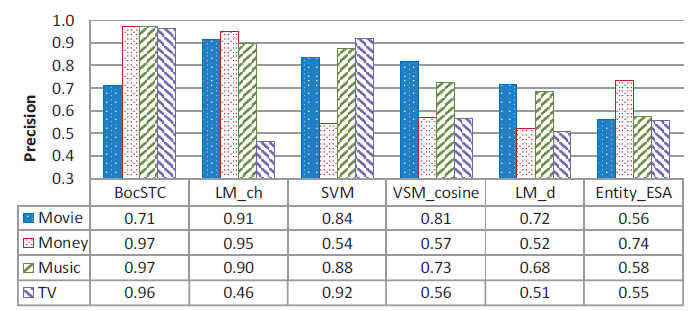 1.0
0.9
0.8
0.7
0.6
0.5
0.4
0.3
Precision
BocSTC LM_ch SVM VSM_cosine LM_d Entity_ESA
Movie 0.71 0.91 0.84 0.81 0.72 0.56
Money 0.97 0.95 0.54 0.57 0.52 0.74
Music 0.97 0.90 0.88 0.73 0.68 0.58
TV 0.96 0.46 0.92 0.56 0.51 0.55